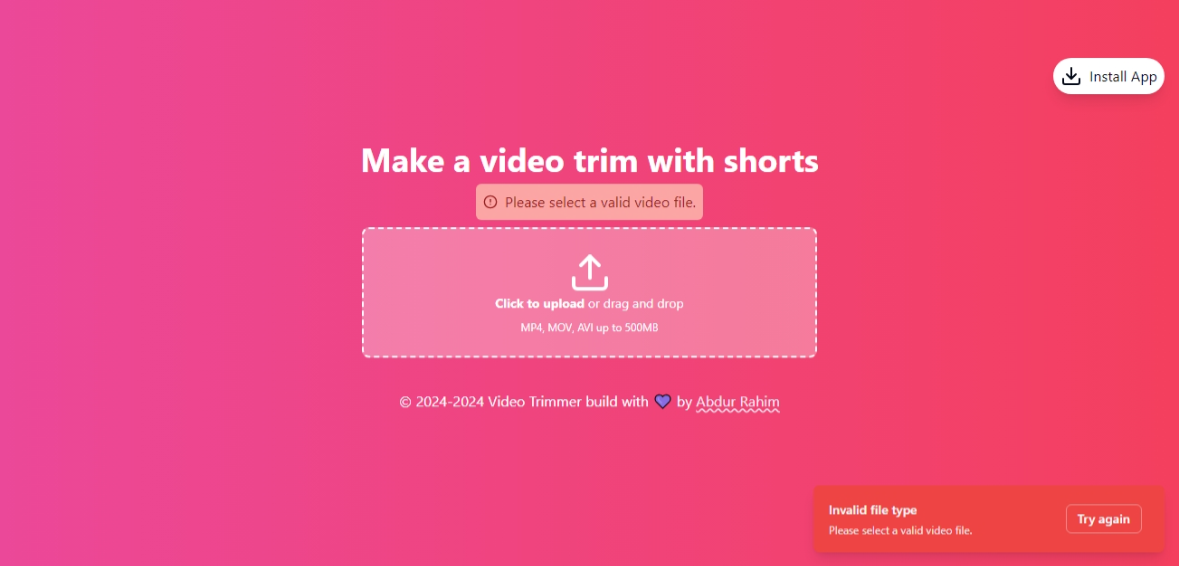 Install App
Make a video trim with shorts
Please select a valid video file.
Click to upload or drag and drop
MP4, MOV, AVI up to 500MB
© 2024-2024 Video Trimmer build with 💜 by Abdur Rahim
Invalid file type
Please select a valid video file.
Try again